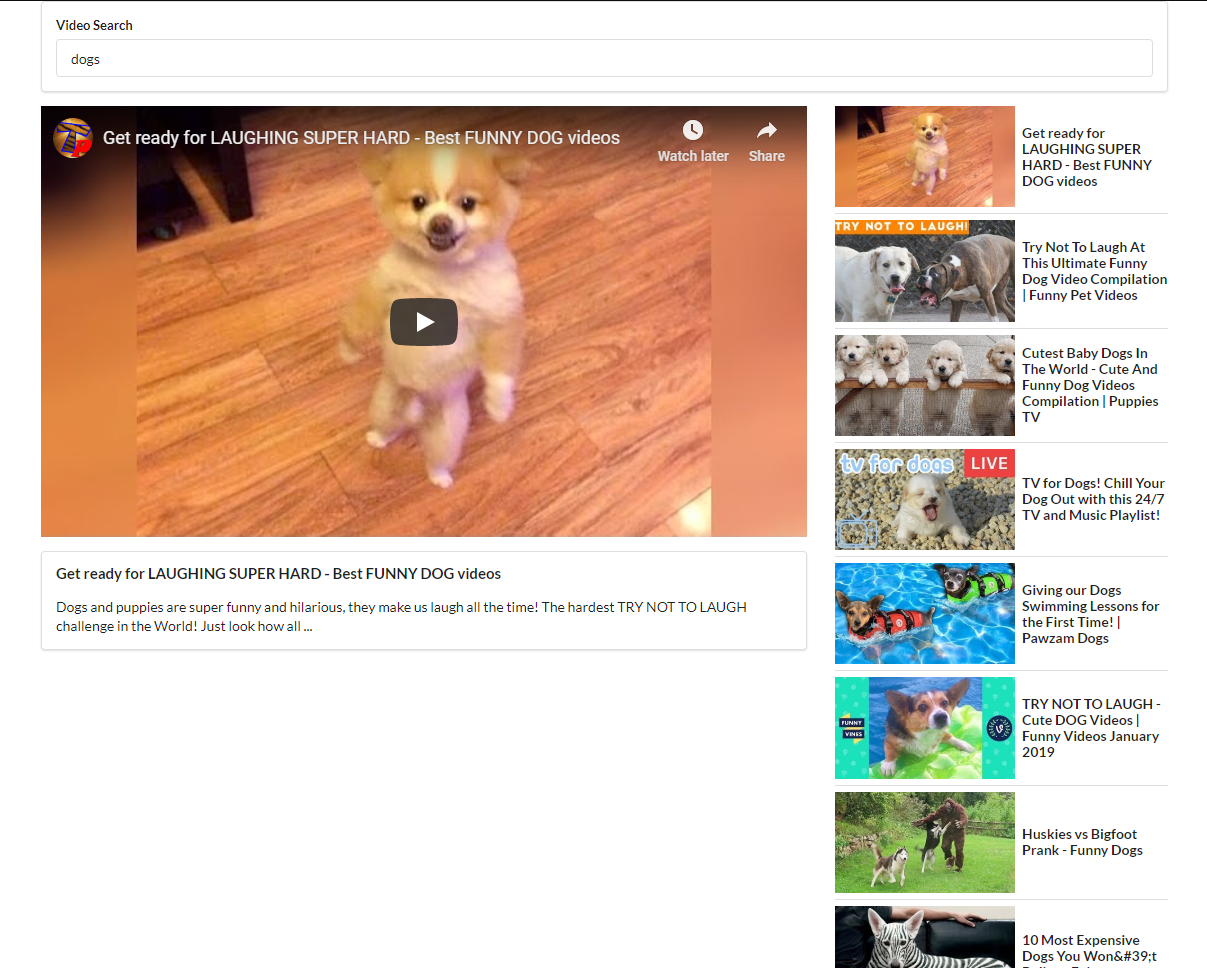 Video Search
dogs
Get ready for LAUGHING SUPER HARD - Best FUNNY DOG videos
Watch later
Share
Get ready for LAUGHING SUPER HARD - Best FUNNY DOG videos
Dogs and puppies are super funny and hilarious, they make us laugh all the time! The hardest TRY NOT TO LAUGH
challenge in the World! Just look how all ...
Get ready for
LAUGHING SUPER
HARD - Best FUNNY
DOG videos
TRY NOT TO LAUGH!
Try Not To Laugh At
This Ultimate Funny
Dog Video Compilation
| Funny Pet Videos
Cutest Baby Dogs In
The World - Cute And
Funny Dog Videos
Compilation | Puppies
TV
tv for dogs
LIVE
TV for Dogs! Chill Your
Dog Out with this 24/7
TV and Music Playlist!
Giving our Dogs
Swimming Lessons for
the First Time! |
Pawzam Dogs
FUNNY
VINES
TRY NOT TO LAUGH -
Cute DOG Videos |
Funny Videos January
2019
Huskies vs Bigfoot
Prank - Funny Dogs
10 Most Expensive
Dogs You Won&#39;t